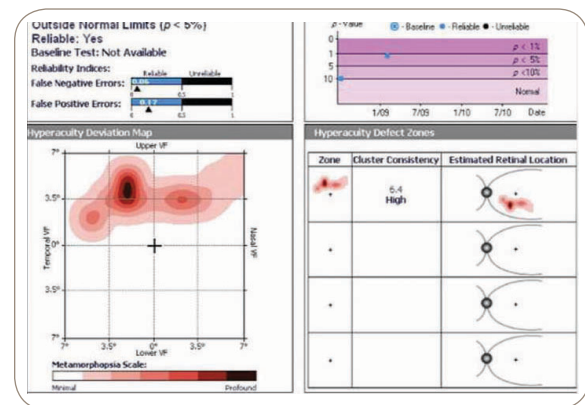 Outside Normal Limits (p < 5%)
Reliable: Yes
Baseline Test: Not Available
Reliability Indices:
Reliable Unreliable
False Negative Errors: 0.06
0 0.5 1
False Positive Errors: 0.17
0 0.5 1
p - Value - Baseline - Reliable - Unreliable
0
1
5
10
p < 1%
p < 5%
p <10%
Normal
1/09 7/09 1/10 7/10 Date
Hyperacuity Deviation Map
Upper VF
7°
3.5°
0°
3.5°
7°
Temporal VF
Nasal VF
7° 3.5° 0° 3.5° 7°
Lower VF
Metamorphopsia Scale:
Minimal Profound
Hyperacuity Defect Zones
Zone Cluster Consistency Estimated Retinal Location
6.4
High